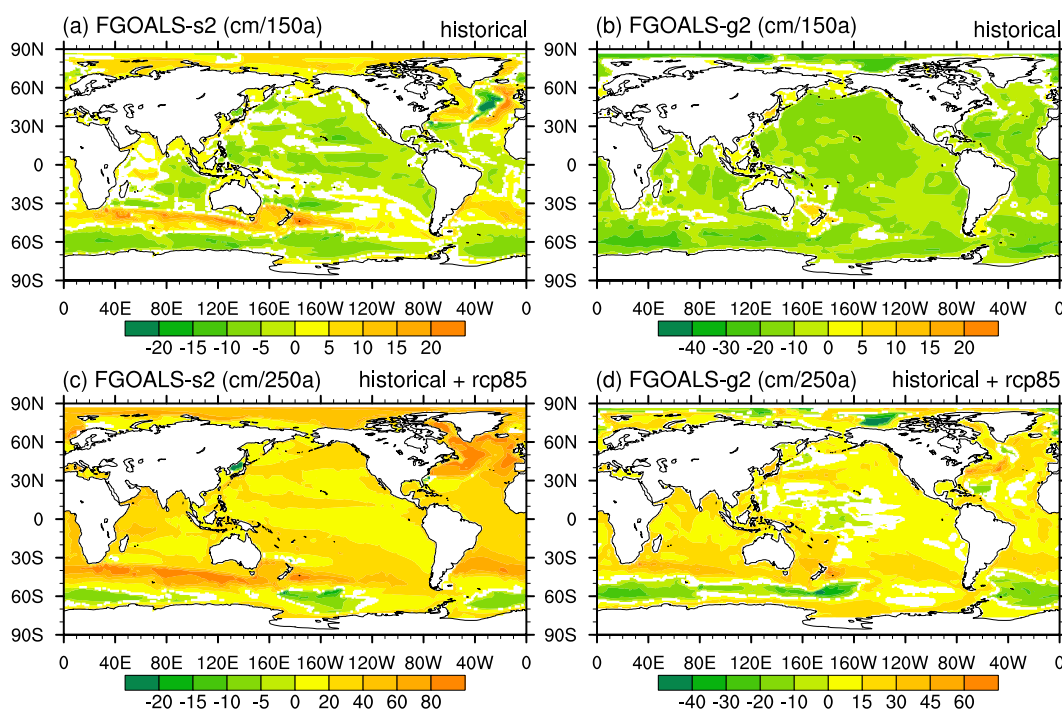 (a) FGOALS-s2 (cm/150a) historical
(b) FGOALS-g2 (cm/150a) historical
90N 90N
60N 60N
30N 30N
0 0
30S 30S
60S 60S
90S 90S
0 40E 80E 120E 160E 160W 120W 80W 40W 0
0 40E 80E 120E 160E 160W 120W 80W 40W 0
-20 -15 -10 -5 0 5 10 15 20
-40 -30 -20 -10 0 5 10 15 20
(c) FGOALS-s2 (cm/250a) historical + rcp85
(d) FGOALS-g2 (cm/250a) historical + rcp85
90N 90N
60N 60N
30N 30N
0 0
30S 30S
60S 60S
90S 90S
0 40E 80E 120E 160E 160W 120W 80W 40W 0
0 40E 80E 120E 160E 160W 120W 80W 40W 0
-20 -15 -10 -5 0 20 40 60 80
-40 -30 -20 -10 0 15 30 45 60